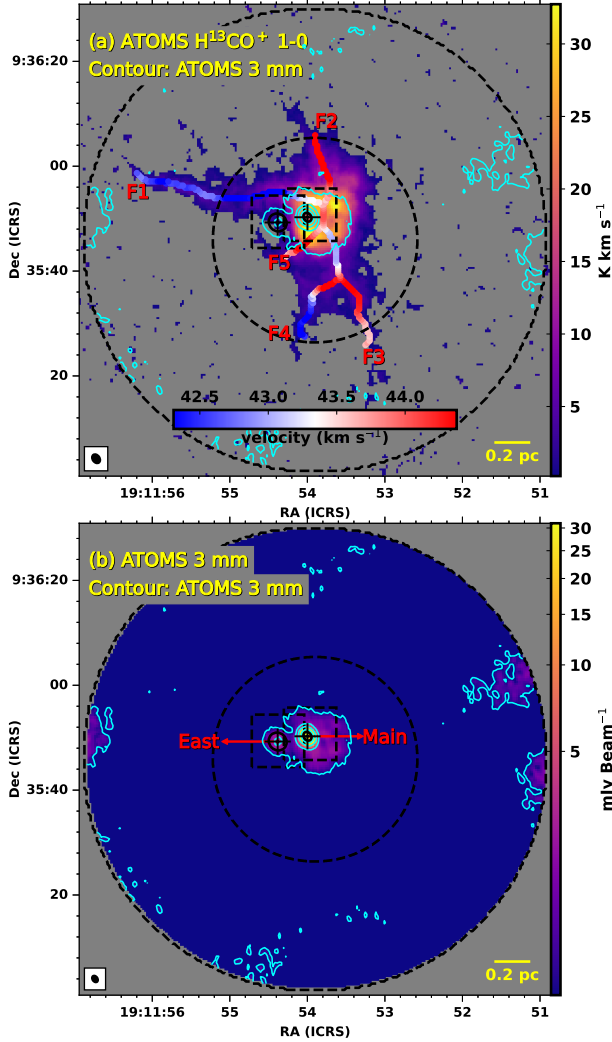 (a) ATOMS H¹³CO⁺ 1-0
Contour: ATOMS 3 mm
F1
F2
F5
F4
F3
42.5 43.0 43.5 44.0
velocity (km s⁻¹)
0.2 pc
9:36:20
00
35:40
20
Dec (ICRS)
19:11:56 55 54 53 52 51
RA (ICRS)
30
25
20
15
10
5
K km s⁻¹
(b) ATOMS 3 mm
Contour: ATOMS 3 mm
East
Main
0.2 pc
9:36:20
00
35:40
20
Dec (ICRS)
19:11:56 55 54 53 52 51
RA (ICRS)
30
25
20
15
10
5
mJy Beam⁻¹